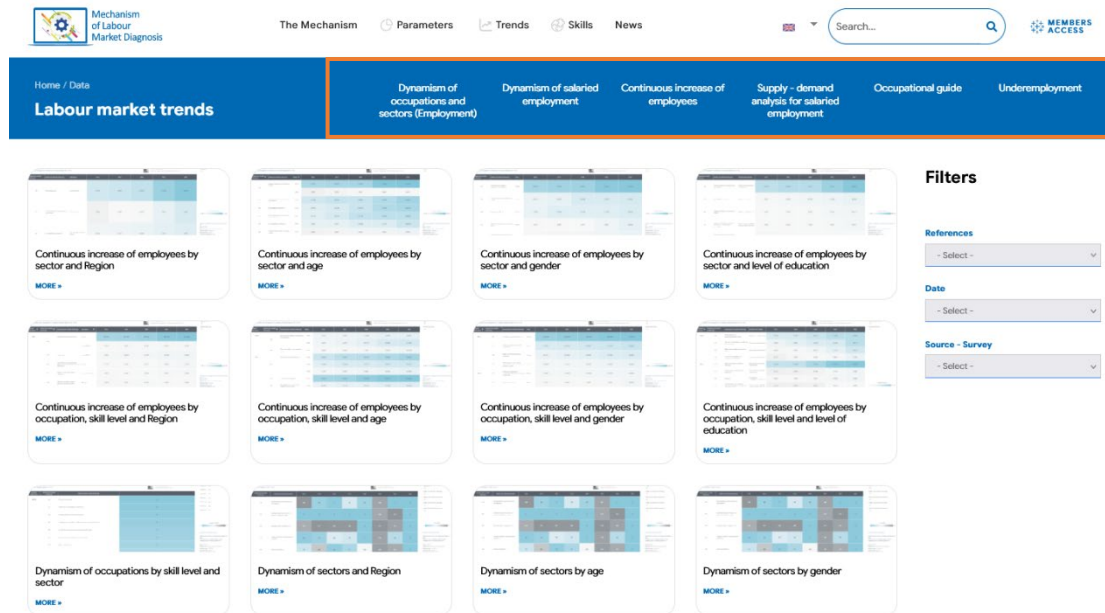 Mechanism
of Labour
Market Diagnosis
The Mechanism
Parameters
Trends
Skills
News
Search...
MEMBERS
ACCESS
Home / Data
Labour market trends
Dynamism of
occupations and
sectors (Employment)
Dynamism of salaried
employment
Continuous increase of
employees
Supply - demand
analysis for salaried
employment
Occupational guide
Underemployment
Continuous increase of employees by
sector and Region
MORE »
Continuous increase of employees by
sector and age
MORE »
Continuous increase of employees by
sector and gender
MORE »
Continuous increase of employees by
sector and level of education
MORE »
Filters
References
- Select -
Date
- Select -
Source - Survey
- Select -
Continuous increase of employees by
occupation, skill level and Region
MORE »
Continuous increase of employees by
occupation, skill level and age
MORE »
Continuous increase of employees by
occupation, skill level and gender
MORE »
Continuous increase of employees by
occupation, skill level and level of
education
MORE »
Dynamism of occupations by skill level and
sector
MORE »
Dynamism of sectors and Region
MORE »
Dynamism of sectors by age
MORE »
Dynamism of sectors by gender
MORE »